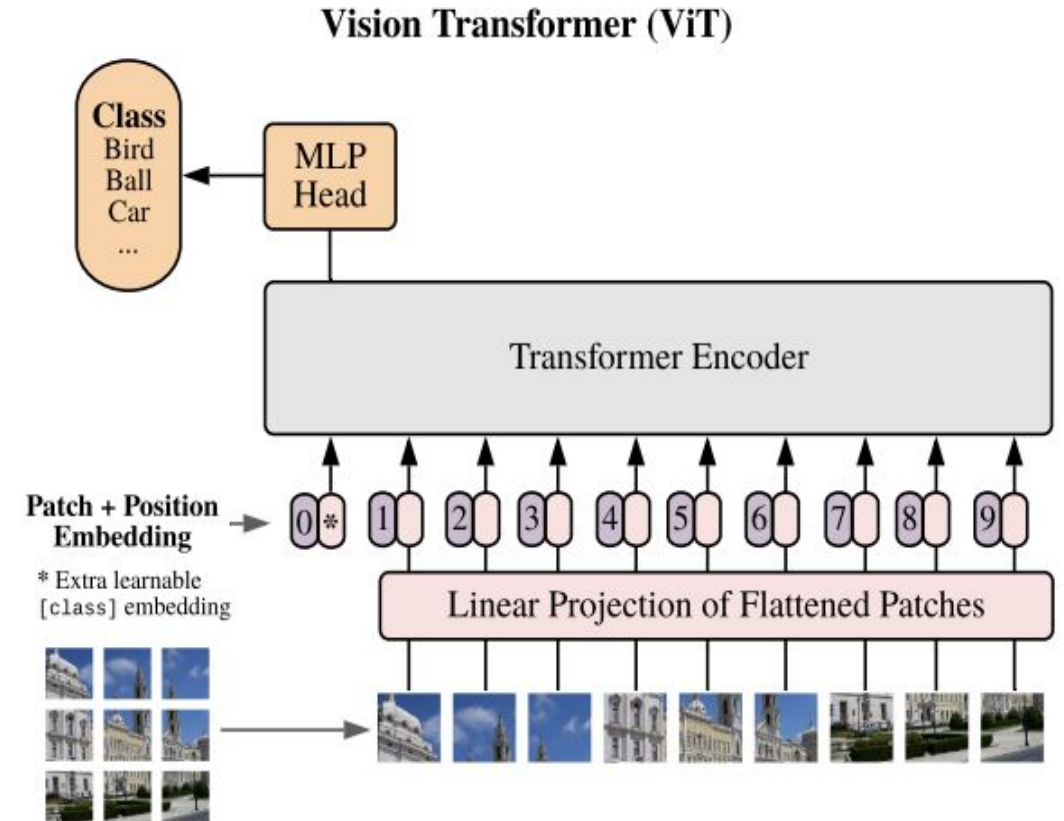 Vision Transformer (ViT)
Class
Bird
Ball
Car
...
MLP
Head
Transformer Encoder
Patch + Position
Embedding
0 * 1 2 3 4 5 6 7 8 9
* Extra learnable
[class] embedding
Linear Projection of Flattened Patches